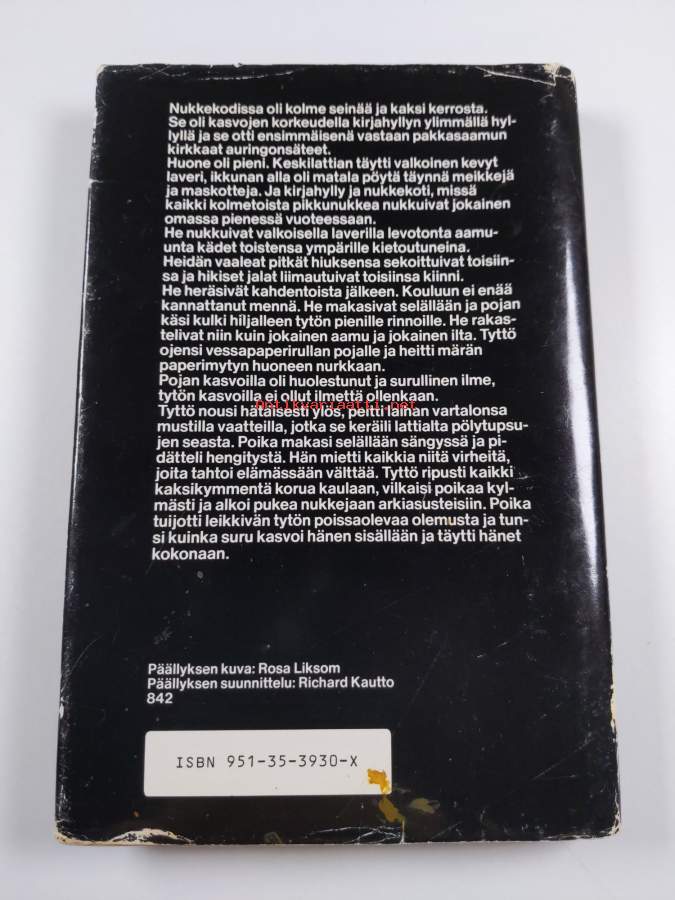 Nukkekodissa oli kolme seinää ja kaksi kerrosta.
Se oli kasvojen korkeudella kirjahyllyn ylimmällä hyl-
lyllä ja se otti ensimmäisenä vastaan pakkasaamun
kirkkaat auringonsäteet.
Huone oli pieni. Keskilattian täytti valkoinen kevyt
laveri, ikkunan alla oli matala pöytä täynnä meikkejä
ja maskotteja. Ja kirjahylly ja nukkekoti, missä
kaikki kolmetoista pikkunukkea nukkuivat jokainen
omassa pienessä vuoteessaan.
He nukkuivat valkoisella laverilla levotonta aamu-
unta kädet toistensa ympärille kietoutuneina.
Heidän vaaleat pitkät hiuksensa sekoittuivat toisiin-
sa ja hikiset jalat liimautuivat toisiinsa kiinni.
He heräsivät kahdentoista jälkeen. Kouluun ei enää
kannattanut mennä. He makasivat selällään ja pojan
käsi kulki hiljalleen tytön pienille rinnoille. He rakas-
telivat niin kuin jokainen aamu ja jokainen ilta. Tyttö
ojensi vessapaperirullan pojalle ja heitti märän
paperimytyn huoneen nurkkaan.
Pojan kasvoilla oli huolestunut ja surullinen ilme,
tytön kasvoilla ei ollut ilmettä ollenkaan.
Antikvariaatti.net
Tyttö nousi hätäisesti ylös, peitti laihan vartalonsa
mustilla vaatteilla, jotka se keräili lattialta pölytupsu-
jen seasta. Poika makasi selällään sängyssä ja pi-
dätteli hengitystä. Hän mietti kaikkia niitä virheitä,
joita tahtoi elämässään välttää. Tyttö ripusti kaikki
kaksikymmentä korua kaulaan, vilkaisi poikaa kyl-
mästi ja alkoi pukea nukkejaan arkiasusteisiin. Poika
tuijotti leikkivän tytön poissaolevaa olemusta ja tun-
si kuinka suru kasvoi hänen sisällään ja täytti hänet
kokonaan.
Päällyksen kuva: Rosa Liksom
Päällyksen suunnittelu: Richard Kautto
842
ISBN 951-35-3930-X